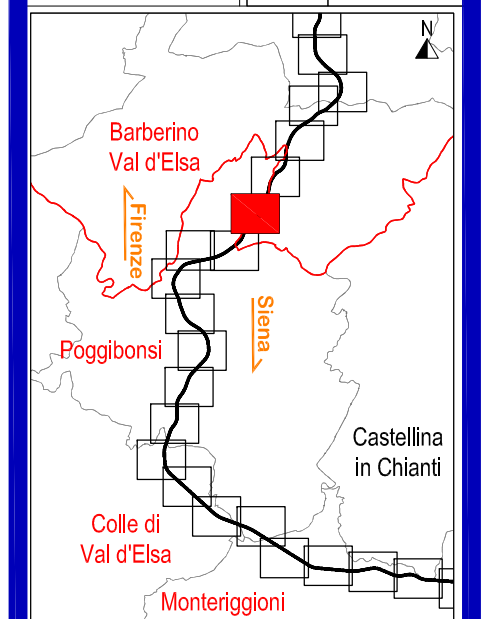 N
Barberino
Val d'Elsa
Firenze
Siena
Poggibonsi
Castellina
in Chianti
Colle di
Val d'Elsa
Monteriggioni